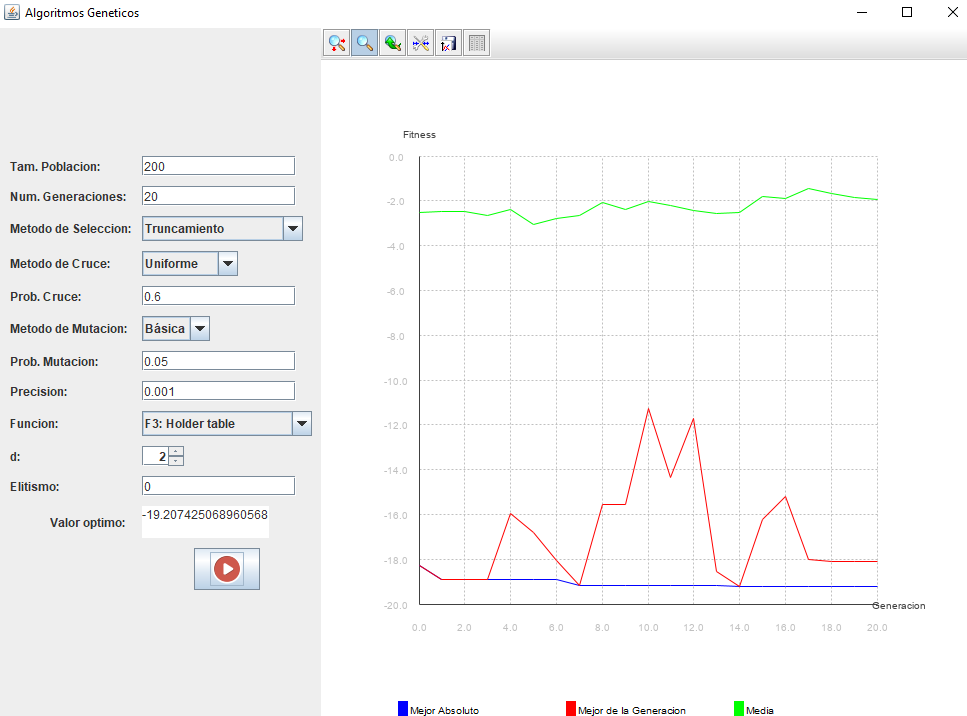 Algoritmos Geneticos
Tam. Poblacion: 200
Num. Generaciones: 20
Metodo de Seleccion: Truncamiento
Metodo de Cruce: Uniforme
Prob. Cruce: 0.6
Metodo de Mutacion: Básica
Prob. Mutacion: 0.05
Precision: 0.001
Funcion: F3: Holder table
d: 2
Elitismo: 0
Valor optimo: -19.207425068960568
Fitness
0.0
-2.0
-4.0
-6.0
-8.0
-10.0
-12.0
-14.0
-16.0
-18.0
-20.0
Generacion
0.0 2.0 4.0 6.0 8.0 10.0 12.0 14.0 16.0 18.0 20.0
Mejor Absoluto Mejor de la Generacion Media